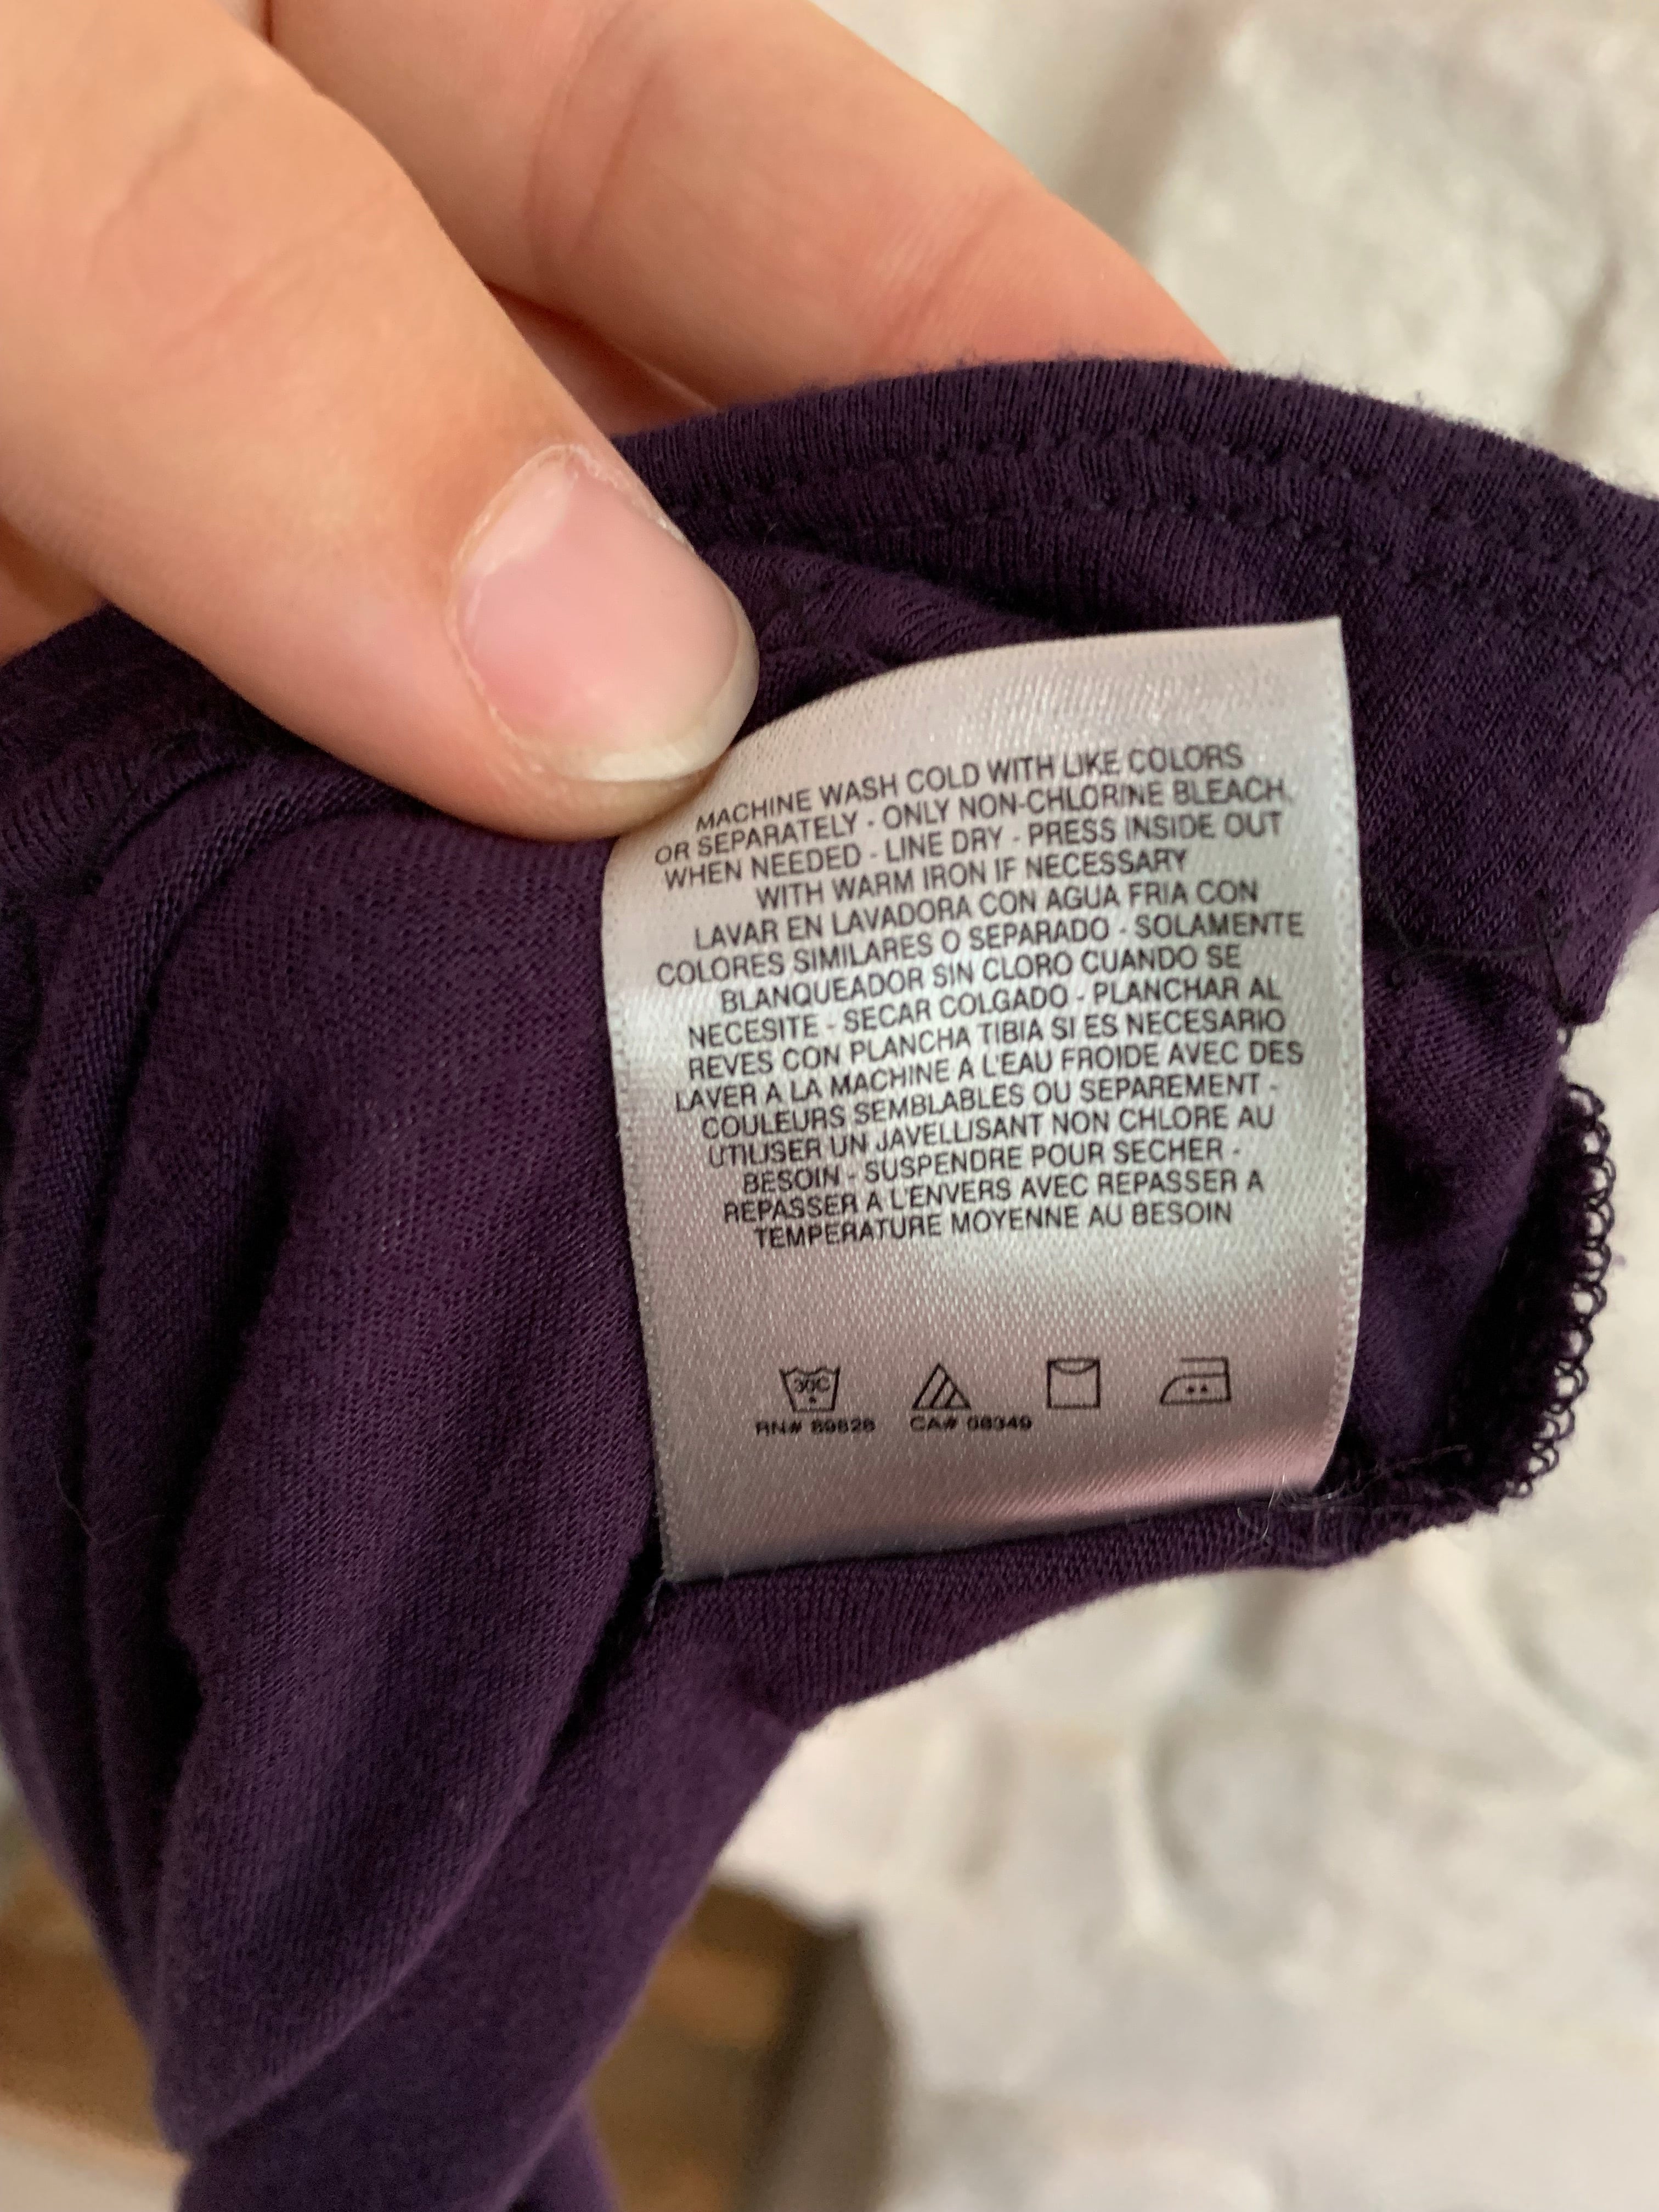 MACHINE WASH COLD WITH LIKE COLORS
OR SEPARATELY - ONLY NON-CHLORINE BLEACH,
WHEN NEEDED - LINE DRY - PRESS INSIDE OUT
WITH WARM IRON IF NECESSARY
LAVAR EN LAVADORA CON AGUA FRIA CON
COLORES SIMILARES O SEPARADO - SOLAMENTE
BLANQUEADOR SIN CLORO CUANDO SE
NECESITE - SECAR COLGADO - PLANCHAR AL
REVES CON PLANCHA TIBIA SI ES NECESARIO
LAVER A LA MACHINE A L'EAU FROIDE AVEC DES
COULEURS SEMBLABLES OU SEPAREMENT -
UTILISER UN JAVELLISANT NON CHLORE AU
BESOIN - SUSPENDRE POUR SECHER -
REPASSER A L'ENVERS AVEC REPASSER A
TEMPERATURE MOYENNE AU BESOIN
30C
RN# 89828 CA# 08349